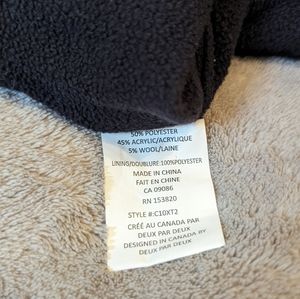 50% POLYESTER
45% ACRYLIC/ACRYLIQUE
5% WOOL/LAINE
LINING/DOUBLURE:100%POLYESTER
MADE IN CHINA
FAIT EN CHINE
CA 09086
RN 153820
STYLE #:C10XT2
CRÉÉ AU CANADA PAR
DEUX PAR DEUX
DESIGNED IN CANADA BY
DEUX PAR DEUX